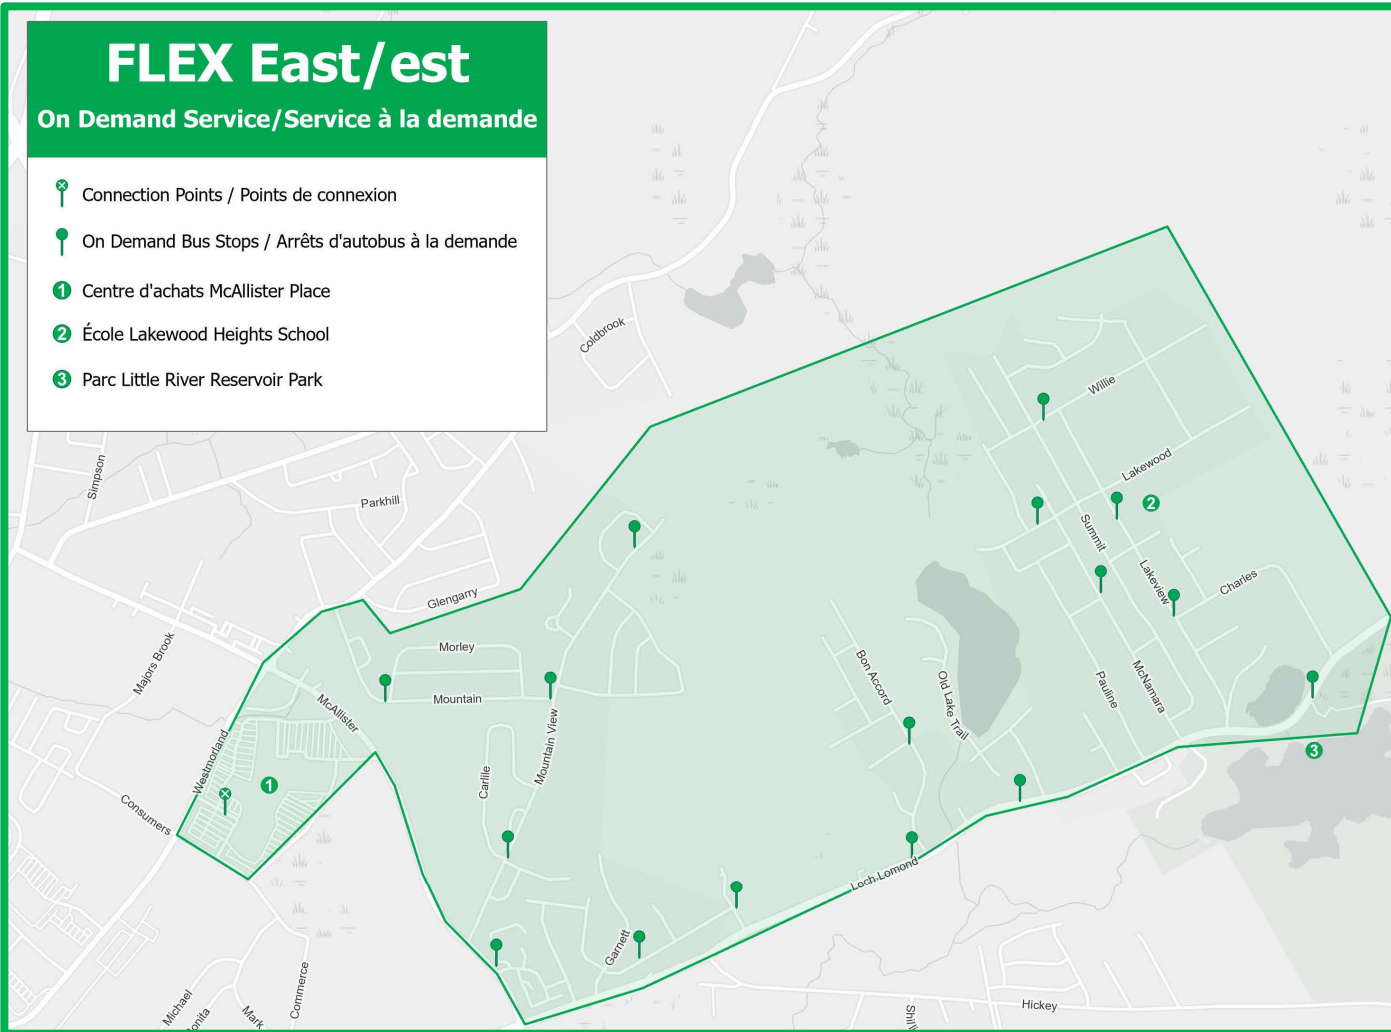 FLEX East/est
On Demand Service/Service à la demande
Connection Points / Points de connexion
On Demand Bus Stops / Arrêts d'autobus à la demande
1 Centre d'achats McAllister Place
2 École Lakewood Heights School
3 Parc Little River Reservoir Park
Coldbrook
Willie
Simpson
Parkhill
Lakewood
2
Summit
Lakeview
Charles
Glengarry
Majors Brook
Morley
Mountain
McAllister
Mountain View
Bon Accord
Old Lake Trail
Pauline
McNamara
Westmorland
1
3
Carlile
Consumers
Loch Lomond
Garnett
Michael
Mark
Commerce
Hickey